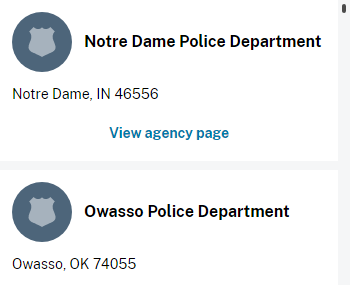 Notre Dame Police Department
Notre Dame, IN 46556
View agency page
Owasso Police Department
Owasso, OK 74055